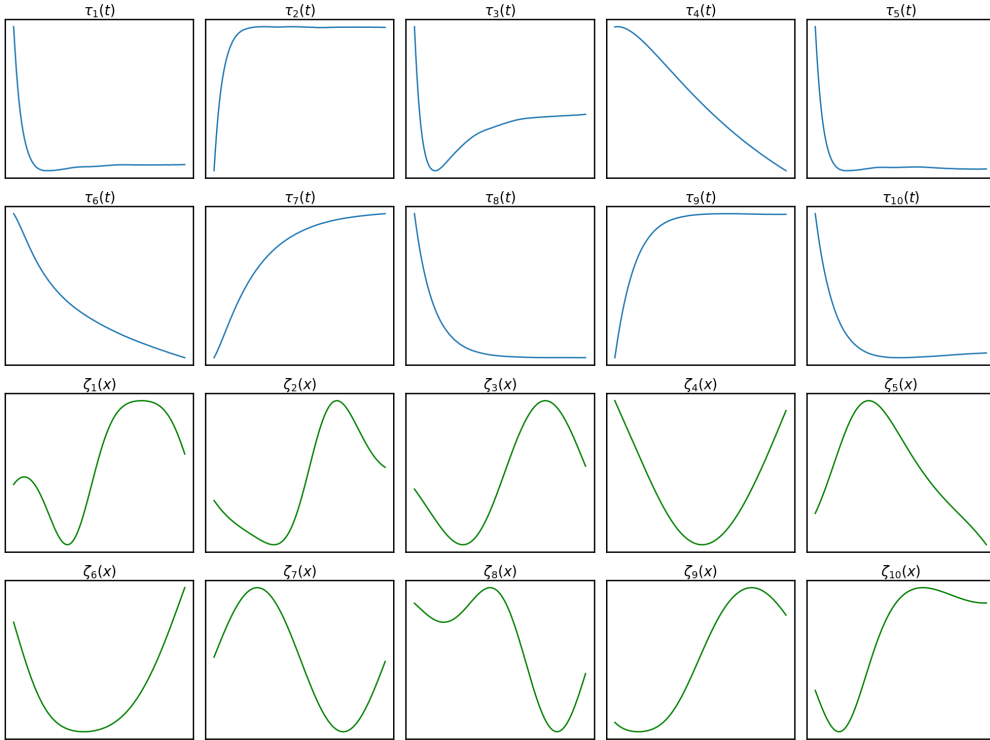 τ₁(t) τ₂(t) τ₃(t) τ₄(t) τ₅(t)
τ₆(t) τ₇(t) τ₈(t) τ₉(t) τ₁₀(t)
ζ₁(x) ζ₂(x) ζ₃(x) ζ₄(x) ζ₅(x)
ζ₆(x) ζ₇(x) ζ₈(x) ζ₉(x) ζ₁₀(x)